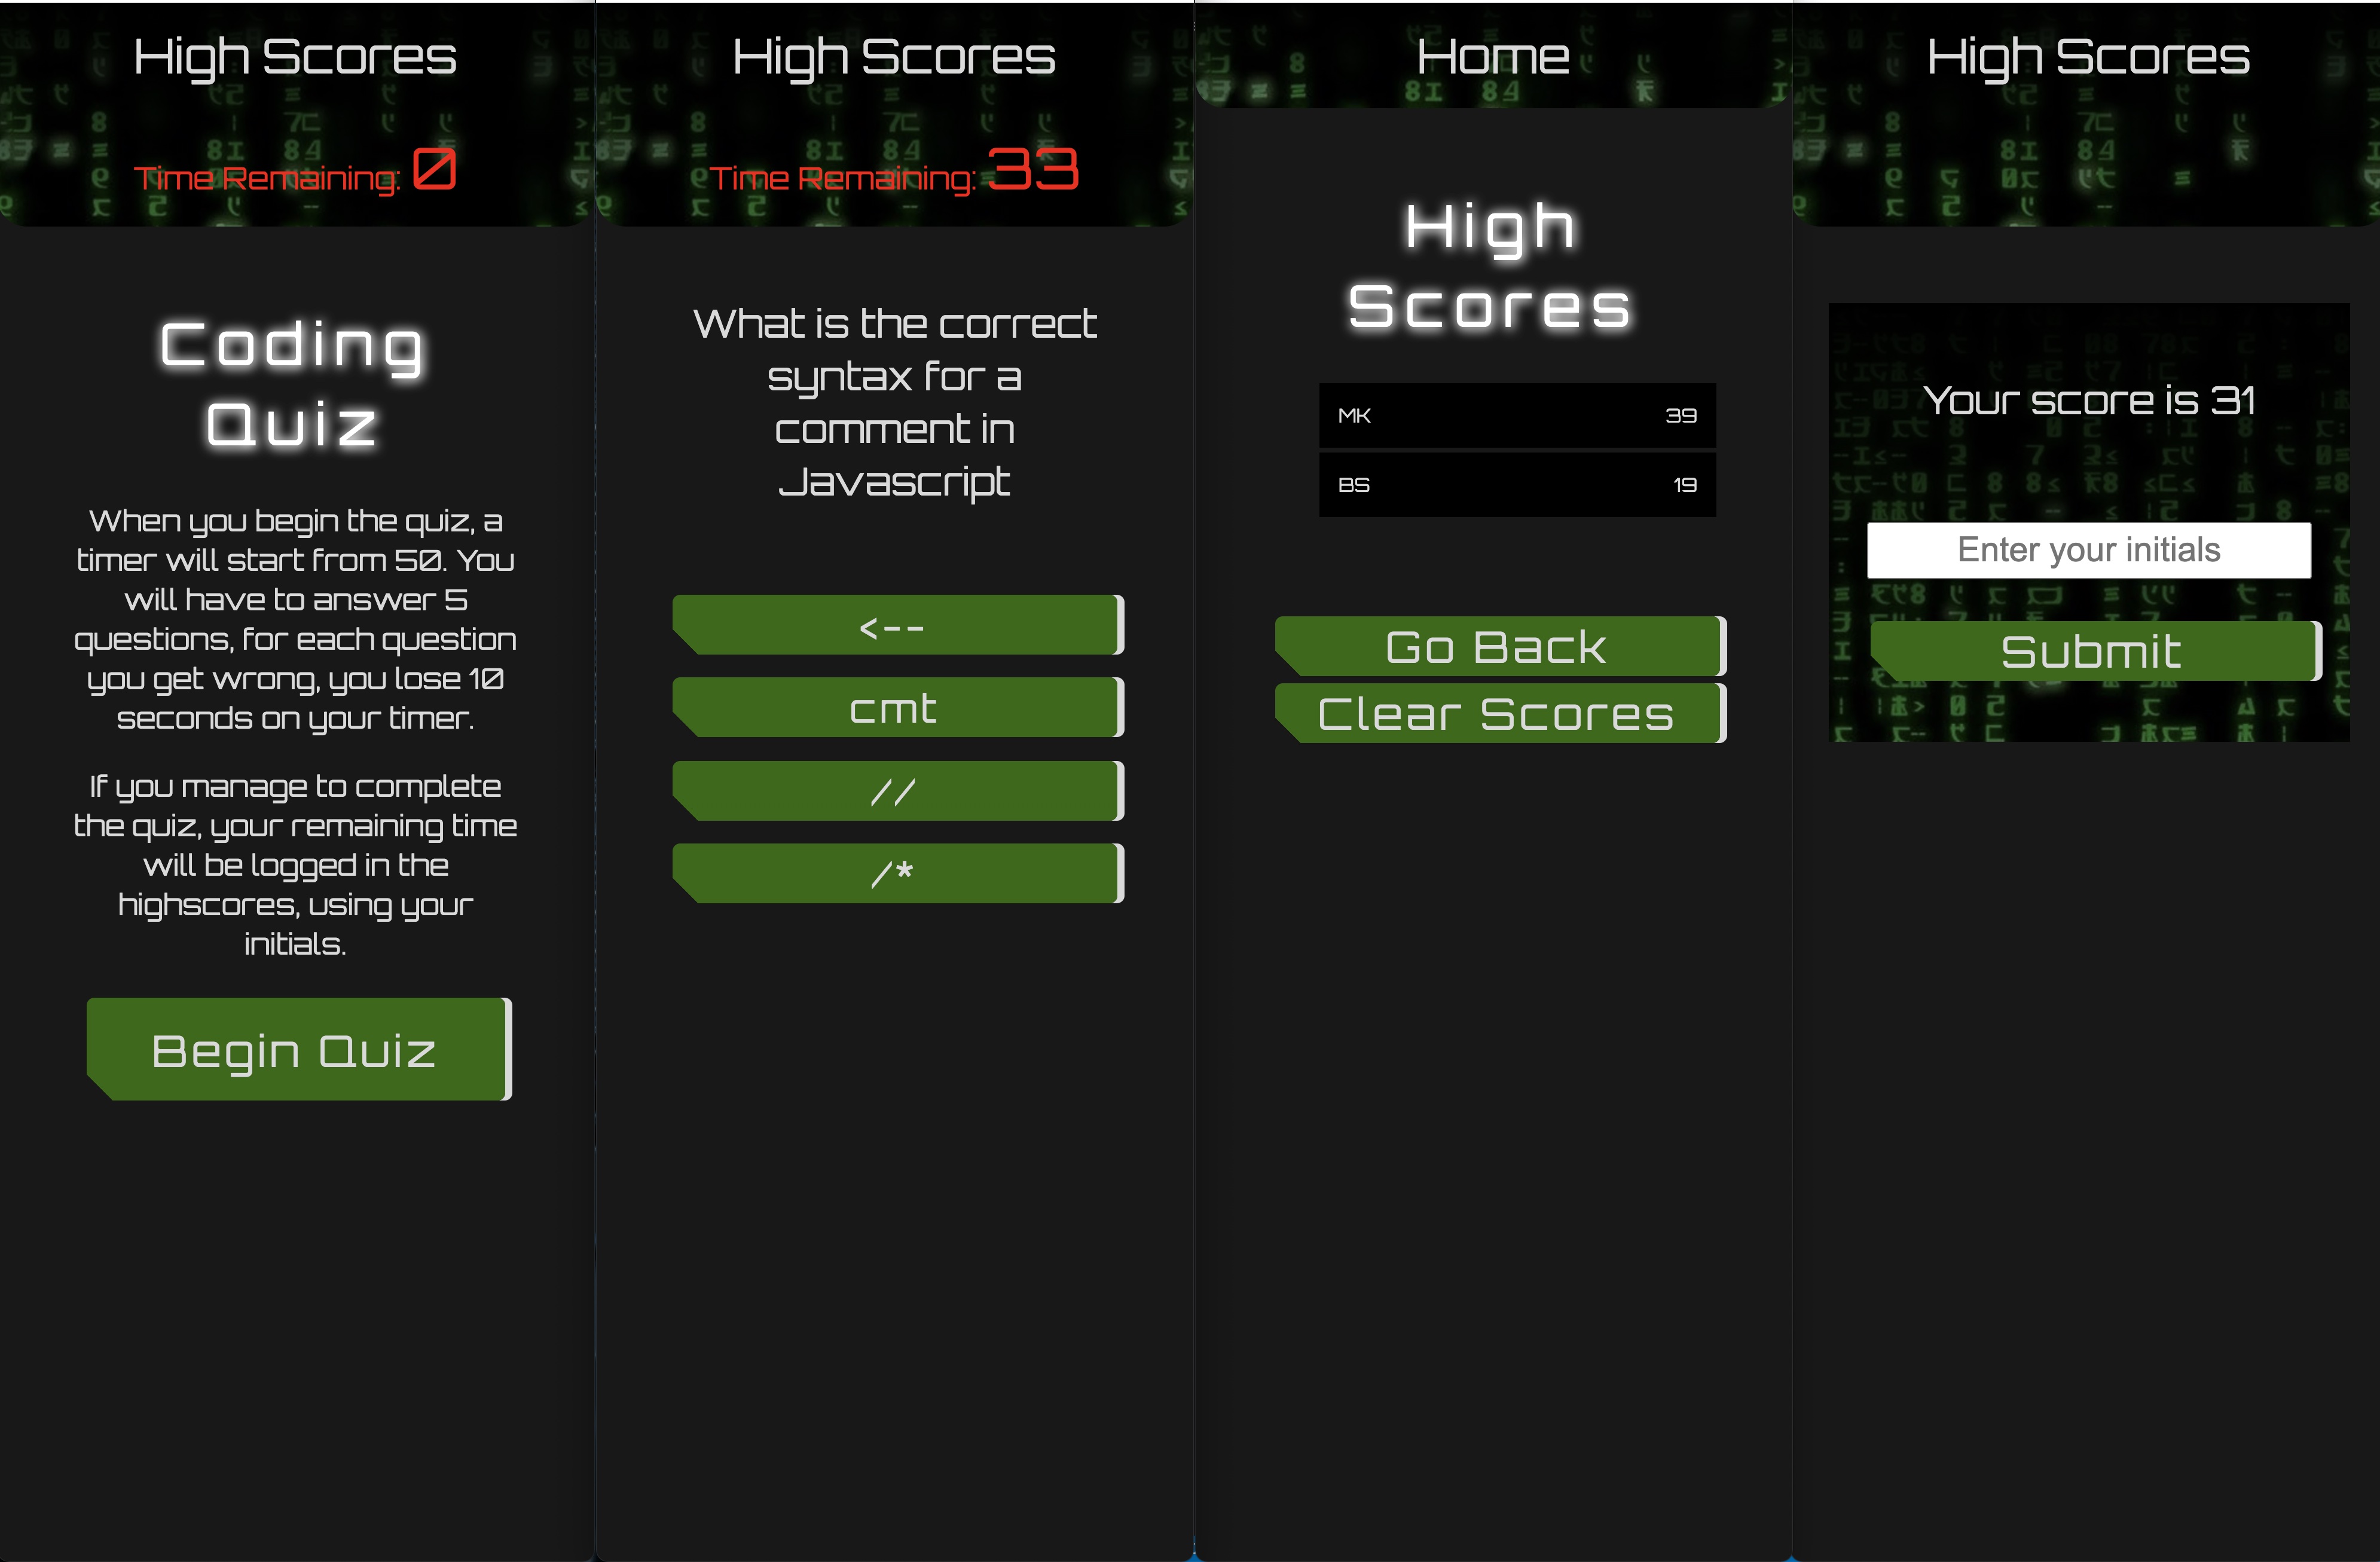 High Scores
Time Remaining: 0
Coding
Quiz
When you begin the quiz, a
timer will start from 50. You
will have to answer 5
questions, for each question
you get wrong, you lose 10
seconds on your timer.
If you manage to complete
the quiz, your remaining time
will be logged in the
highscores, using your
initials.
Begin Quiz
High Scores
Time Remaining: 33
What is the correct
syntax for a
comment in
Javascript
<--
cmt
//
/*
Home
High
Scores
MK 39
BS 19
Go Back
Clear Scores
High Scores
Your score is 31
Enter your initials
Submit